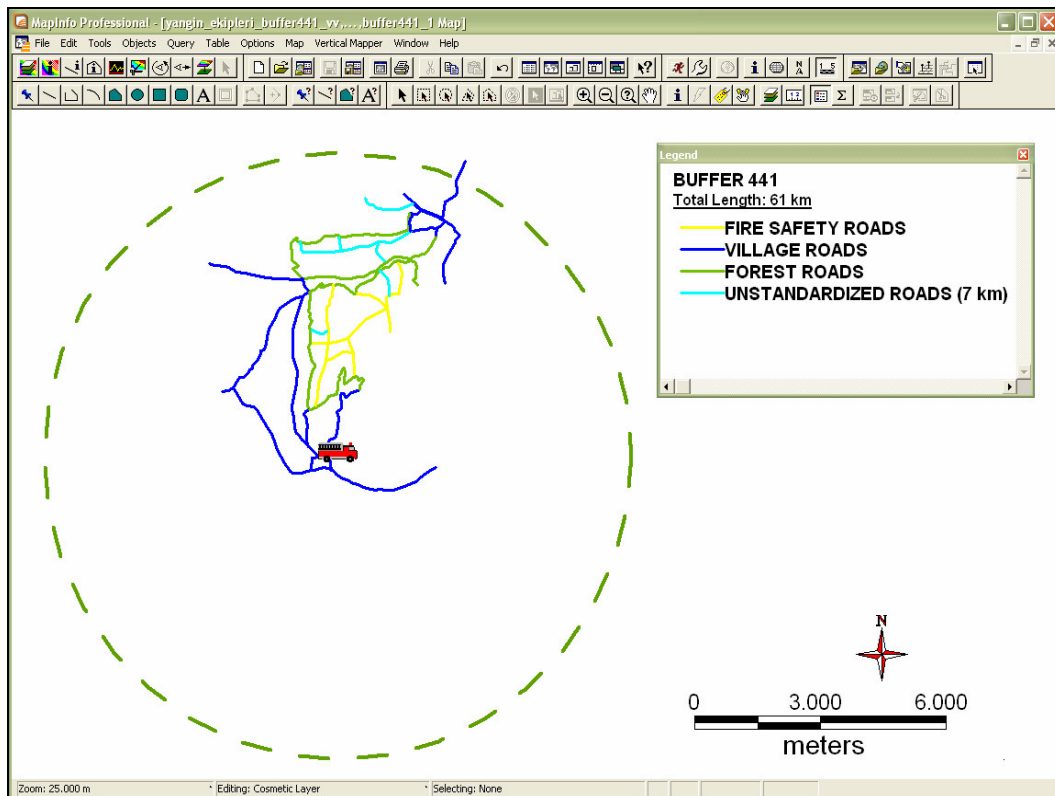 MapInfo Professional - [yangin_ekipleri_buffer441_vv,...,buffer441_1 Map]
File Edit Tools Objects Query Table Options Map Vertical Mapper Window Help
Legend
BUFFER 441
Total Length: 61 km
FIRE SAFETY ROADS
VILLAGE ROADS
FOREST ROADS
UNSTANDARDIZED ROADS (7 km)
N
0 3.000 6.000
meters
Zoom: 25.000 m Editing: Cosmetic Layer Selecting: None